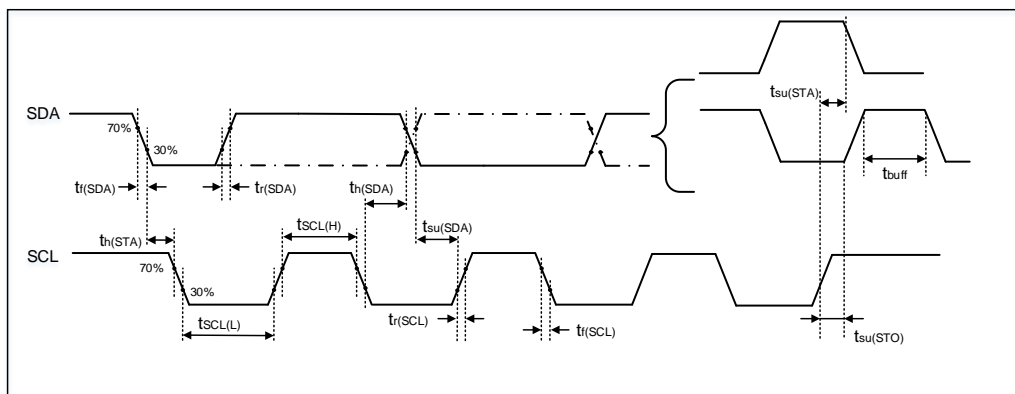 tsu(STA)
SDA
70%
30%
tbuff
tf(SDA)
tr(SDA)
th(SDA)
tSCL(H)
tsu(SDA)
th(STA)
SCL
70%
30%
tSCL(L)
tr(SCL)
tf(SCL)
tsu(STO)